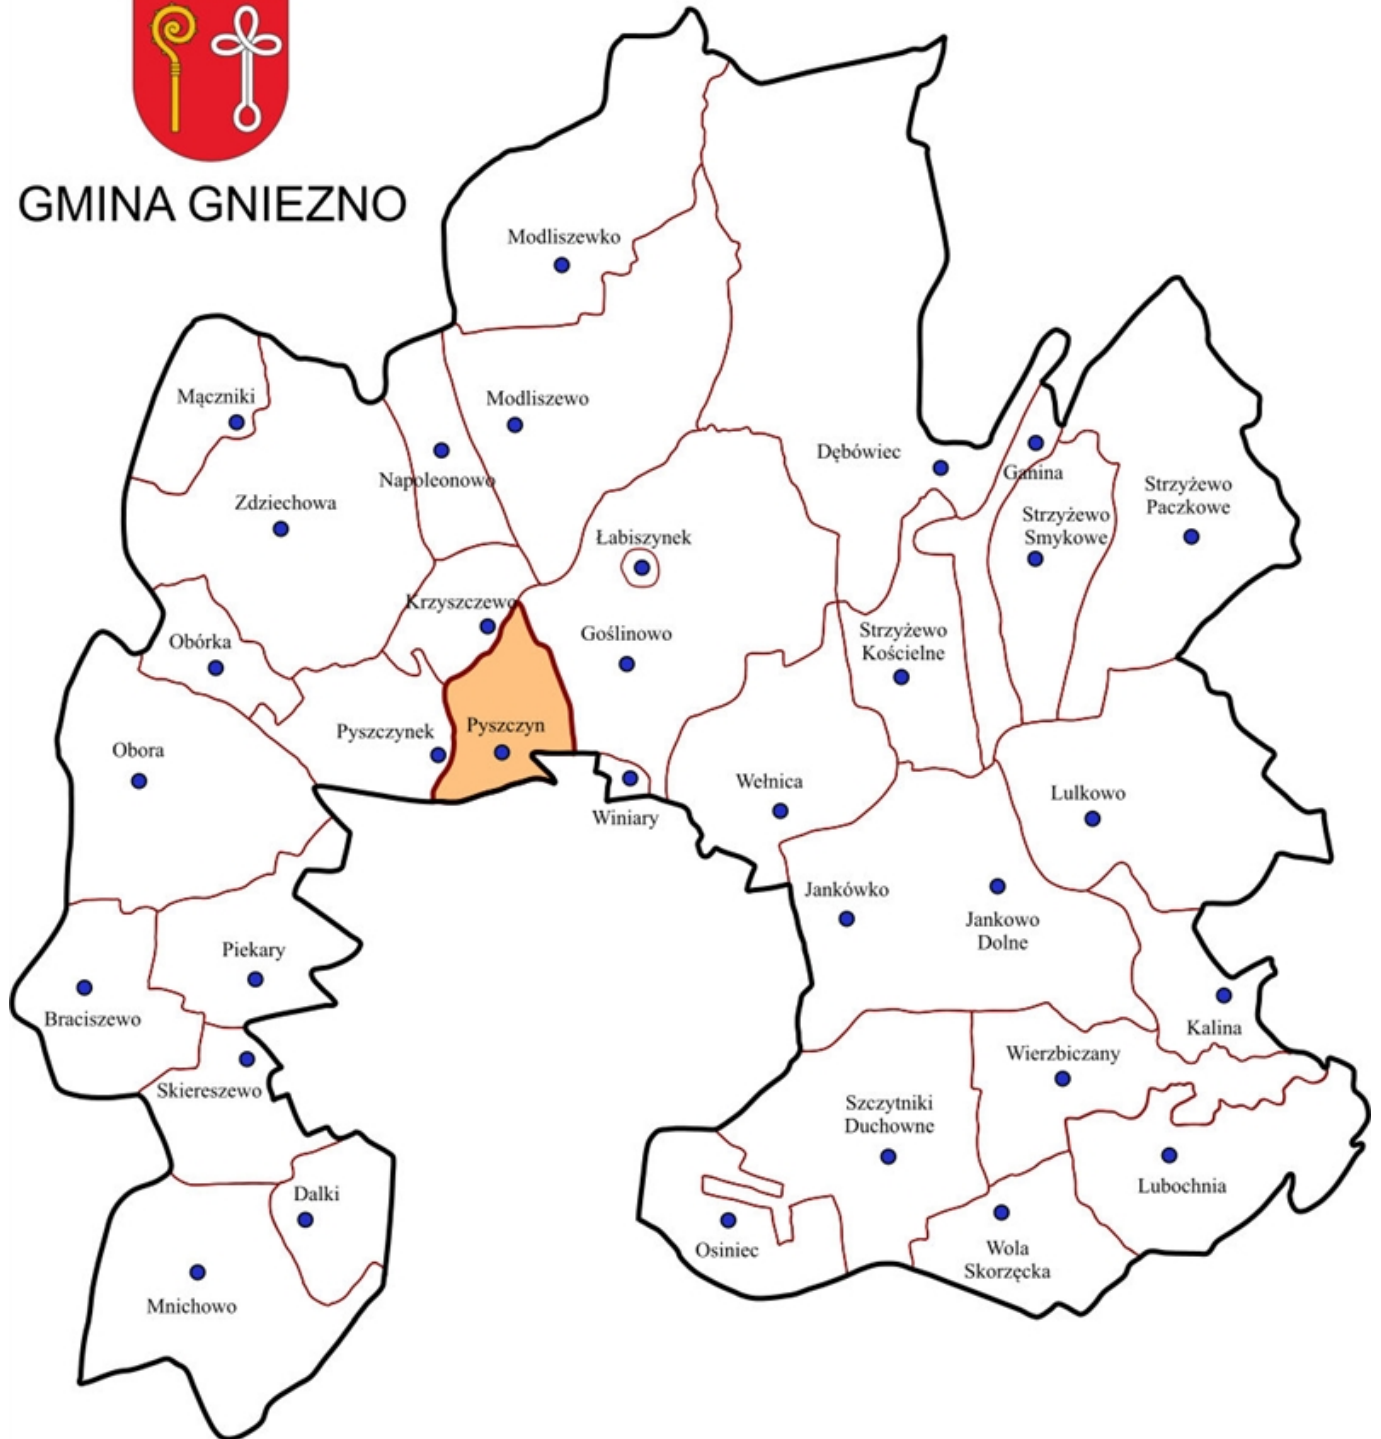 GMINA GNIEZNO
Modliszewko
Mączniki
Modliszewo
Dębówiec
Napoleonowo
Ganina
Strzyżewo
Paczkowe
Zdziechowa
Strzyżewo
Smykowe
Łabiszynek
Krzyszczewo
Goślinowo
Strzyżewo
Kościelne
Obórka
Pyszczynek
Pyszczyn
Obora
Wełnica
Winiary
Lulkowo
Jankówko
Jankowo
Dolne
Piekary
Braciszewo
Kalina
Wierzbiczany
Skiereszewo
Szczytniki
Duchowne
Lubochnia
Dalki
Osiniec
Wola
Skorzęcka
Mnichowo